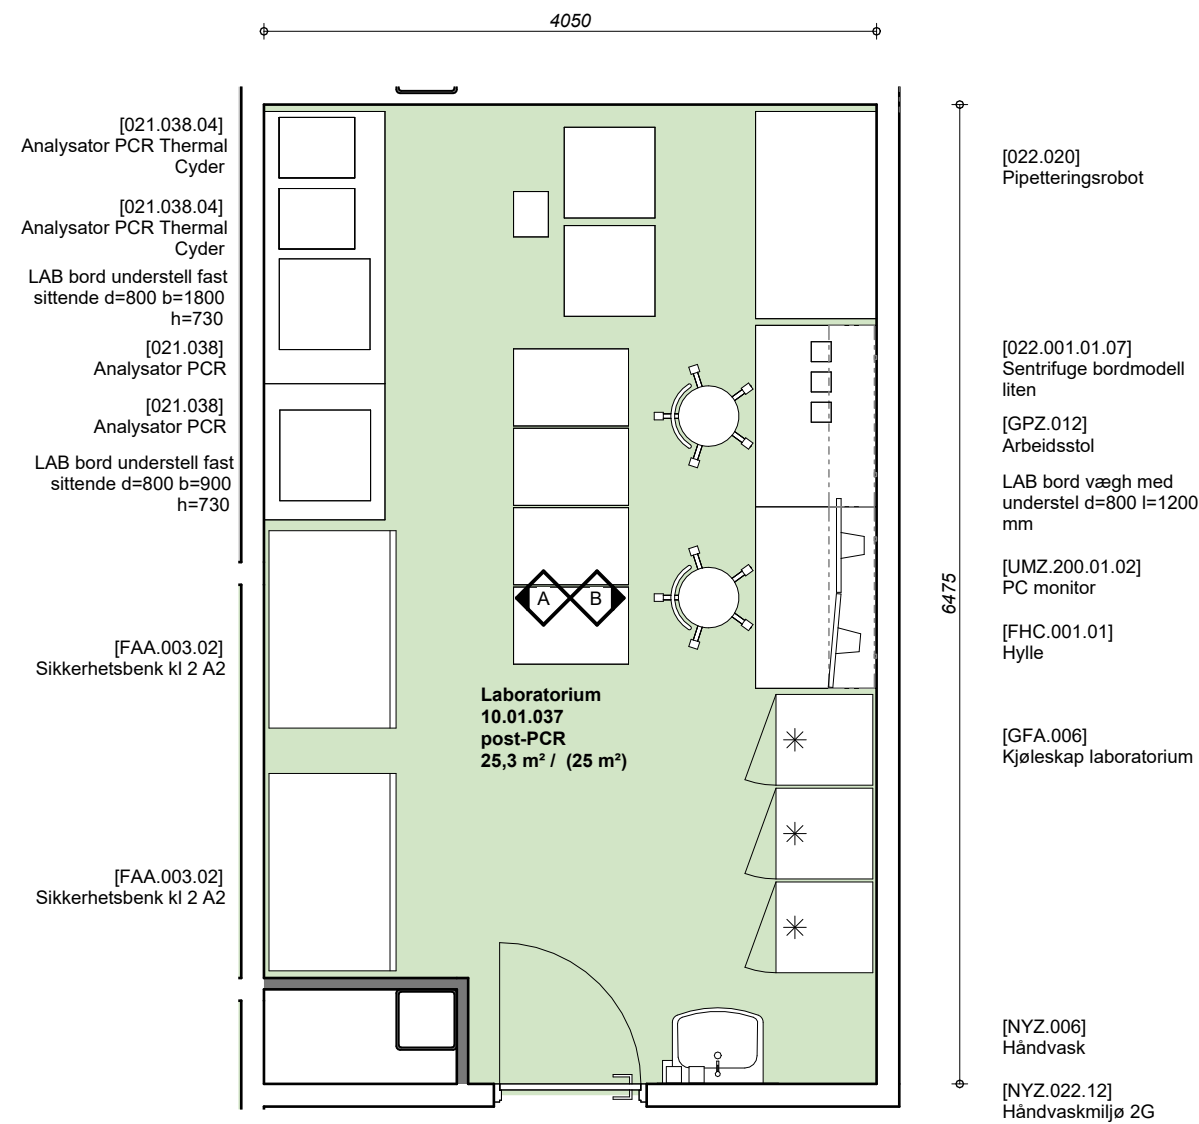 4050
[021.038.04]
Analysator PCR Thermal
Cyder
[021.038.04]
Analysator PCR Thermal
Cyder
LAB bord understell fast
sittende d=800 b=1800
h=730
[021.038]
Analysator PCR
[021.038]
Analysator PCR
LAB bord understell fast
sittende d=800 b=900
h=730
[FAA.003.02]
Sikkerhetsbenk kl 2 A2
[FAA.003.02]
Sikkerhetsbenk kl 2 A2
A
B
Laboratorium
10.01.037
post-PCR
25,3 m² / (25 m²)
6475
[022.020]
Pipetteringsrobot
[022.001.01.07]
Sentrifuge bordmodell
liten
[GPZ.012]
Arbeidsstol
LAB bord vægh med
understel d=800 l=1200
mm
[UMZ.200.01.02]
PC monitor
[FHC.001.01]
Hylle
[GFA.006]
Kjøleskap laboratorium
[NYZ.006]
Håndvask
[NYZ.022.12]
Håndvaskmiljø 2G